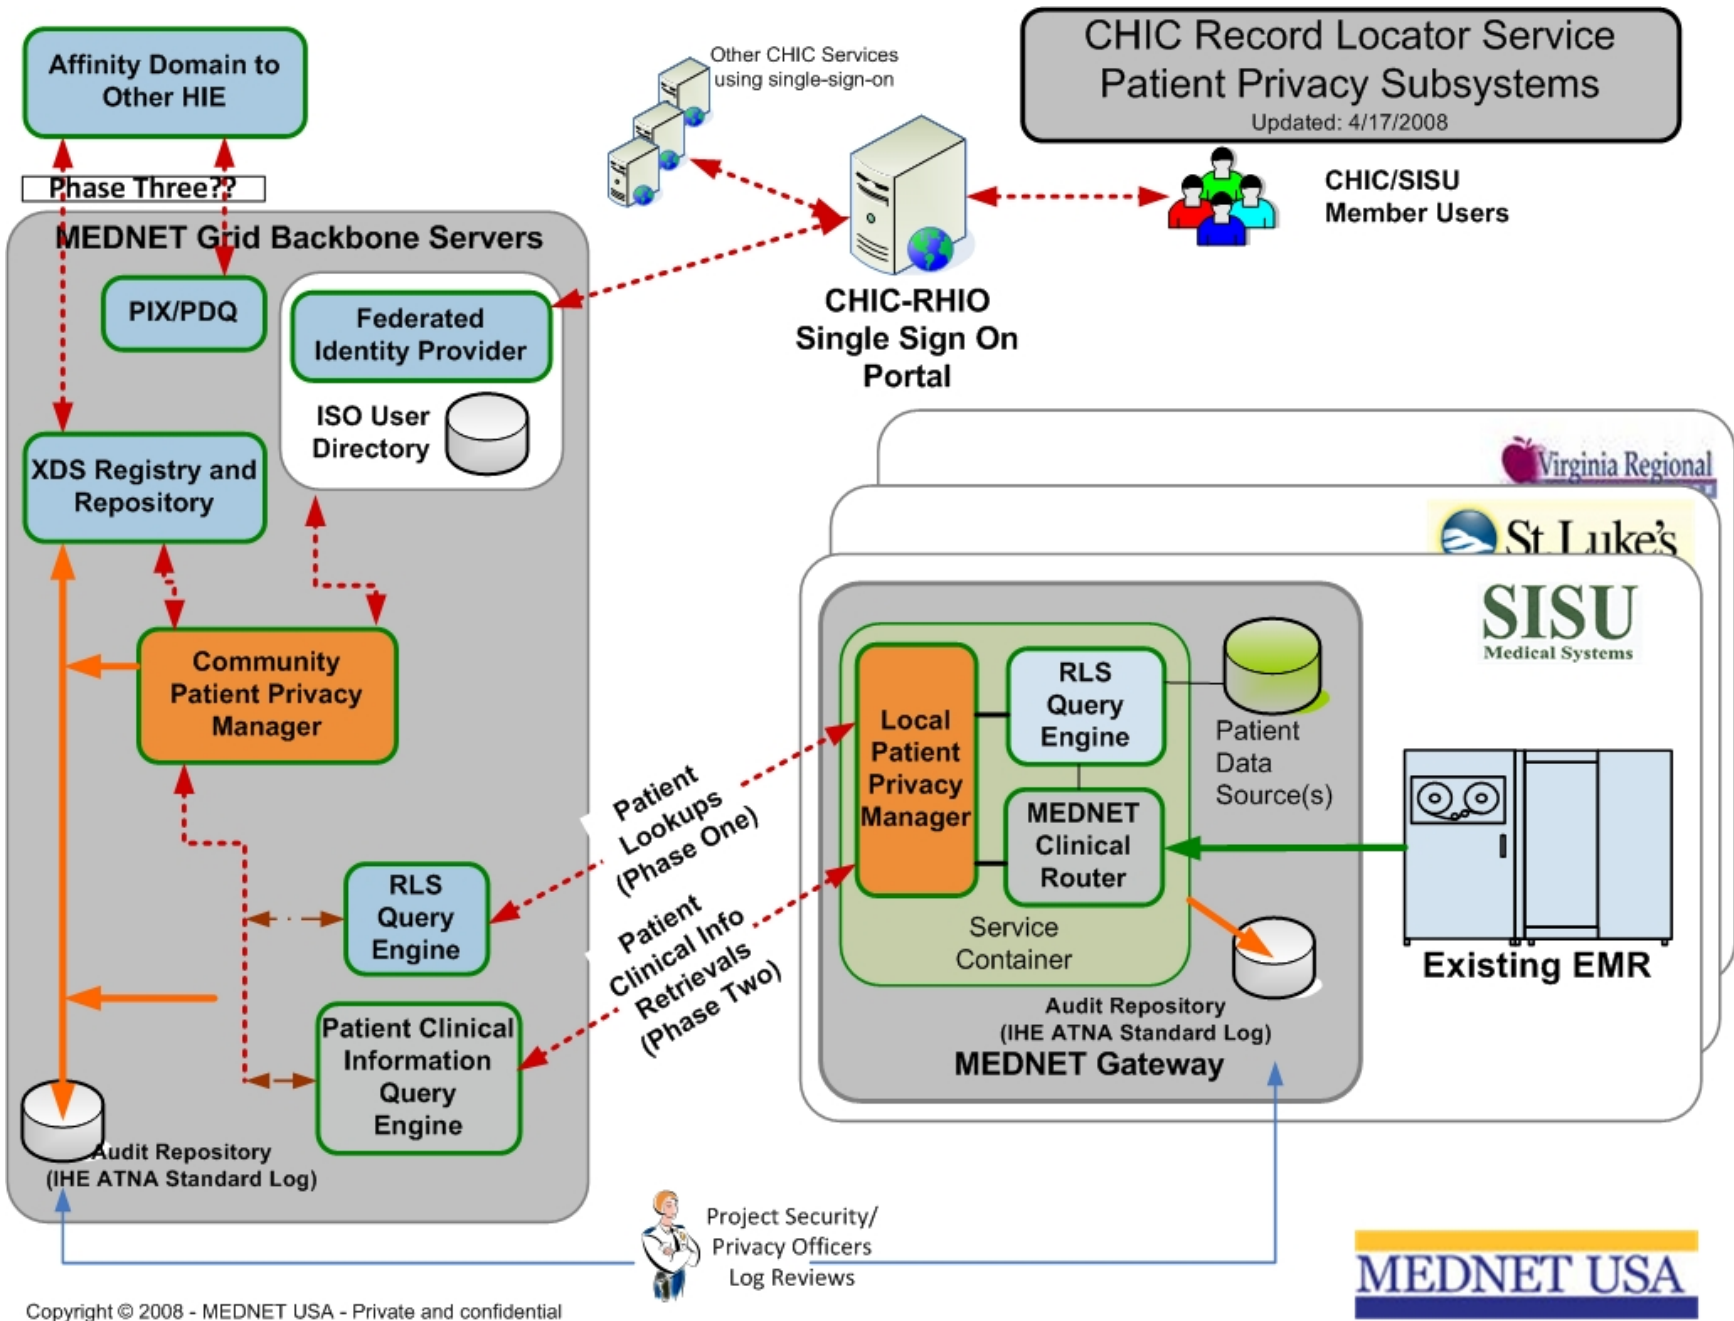 CHIC Record Locator Service
Patient Privacy Subsystems
Updated: 4/17/2008
Affinity Domain to
Other HIE
Other CHIC Services
using single-sign-on
CHIC/SISU
Member Users
Phase Three??
MEDNET Grid Backbone Servers
PIX/PDQ
Federated
Identity Provider
ISO User
Directory
CHIC-RHIO
Single Sign On
Portal
XDS Registry and
Repository
Community
Patient Privacy
Manager
RLS
Query
Engine
Patient Clinical
Information
Query
Engine
Audit Repository
(IHE ATNA Standard Log)
Patient
Lookups
(Phase One)
Patient
Clinical Info
Retrievals
(Phase Two)
Virginia Regional
St. Luke's
SISU
Medical Systems
Local
Patient
Privacy
Manager
RLS
Query
Engine
MEDNET
Clinical
Router
Service
Container
Patient
Data
Source(s)
Existing EMR
Audit Repository
(IHE ATNA Standard Log)
MEDNET Gateway
Project Security/
Privacy Officers
Log Reviews
MEDNET USA
Copyright © 2008 - MEDNET USA - Private and confidential